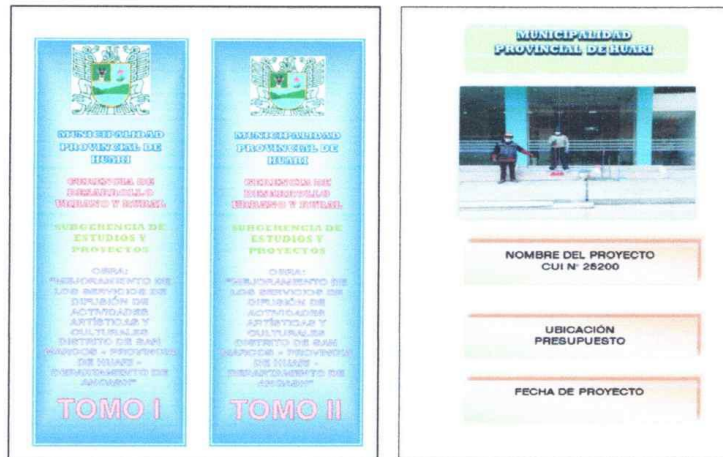 MUNICIPALIDAD
PROVINCIAL DE
HUARI
GERENCIA DE
DESARROLLO
URBANO Y RURAL
SUBGERENCIA DE
ESTUDIOS Y
PROYECTOS
OBRA:
"MEJORAMIENTO DE
LOS SERVICIOS DE
DIFUSIÓN DE
ACTIVIDADES
ARTÍSTICAS Y
CULTURALES
DISTRITO DE SAN
MARCOS - PROVINCIA
DE HUARI -
DEPARTAMENTO DE
ANCASH"
TOMO I
MUNICIPALIDAD
PROVINCIAL DE
HUARI
GERENCIA DE
DESARROLLO
URBANO Y RURAL
SUBGERENCIA DE
ESTUDIOS Y
PROYECTOS
OBRA:
"MEJORAMIENTO DE
LOS SERVICIOS DE
DIFUSIÓN DE
ACTIVIDADES
ARTÍSTICAS Y
CULTURALES
DISTRITO DE SAN
MARCOS - PROVINCIA
DE HUARI -
DEPARTAMENTO DE
ANCASH"
TOMO II
MUNICIPALIDAD
PROVINCIAL DE HUARI
NOMBRE DEL PROYECTO
CUI N° 28200
UBICACIÓN
PRESUPUESTO
FECHA DE PROYECTO